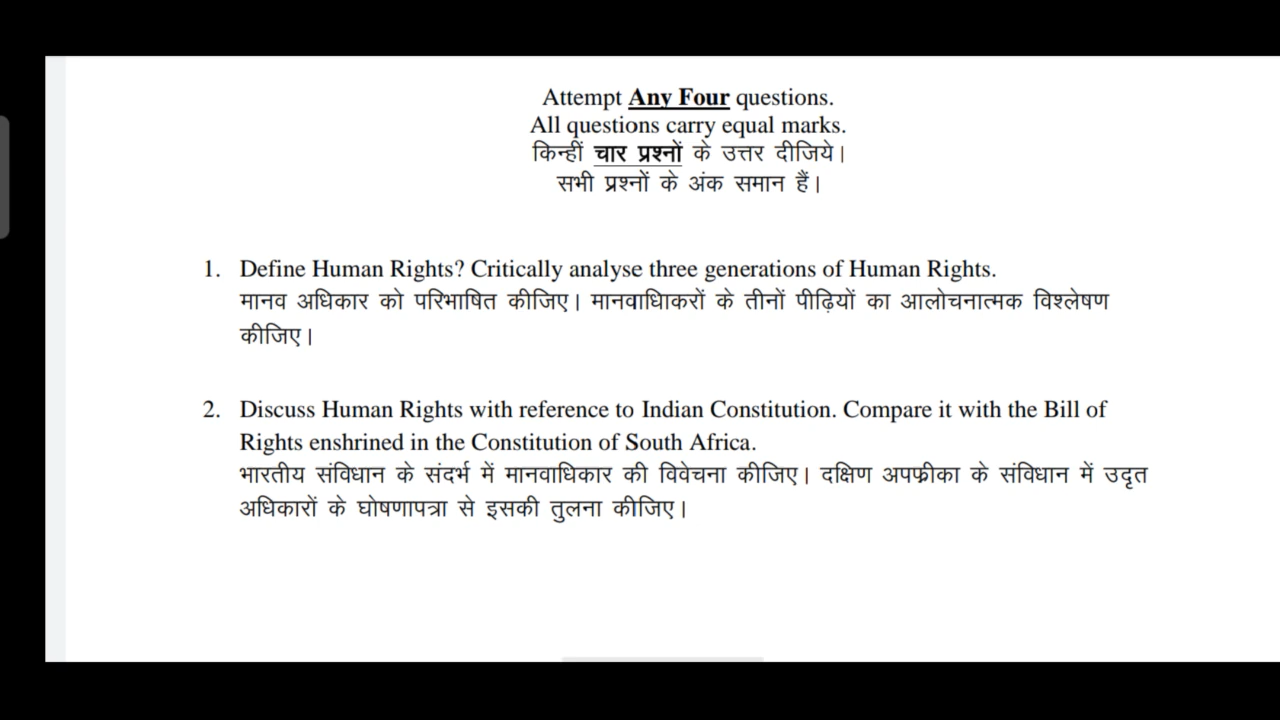 Attempt Any Four questions.
All questions carry equal marks.
किन्हीं चार प्रश्नों के उत्तर दीजिये।
सभी प्रश्नों के अंक समान हैं।
1. Define Human Rights? Critically analyse three generations of Human Rights.
मानव अधिकार को परिभाषित कीजिए। मानवाधिाकरों के तीनों पीढ़ियों का आलोचनात्मक विश्लेषण
कीजिए।
2. Discuss Human Rights with reference to Indian Constitution. Compare it with the Bill of
Rights enshrined in the Constitution of South Africa.
भारतीय संविधान के संदर्भ में मानवाधिकार की विवेचना कीजिए। दक्षिण अपफ्रीका के संविधान में उदृत
अधिकारों के घोषणापत्रा से इसकी तुलना कीजिए।